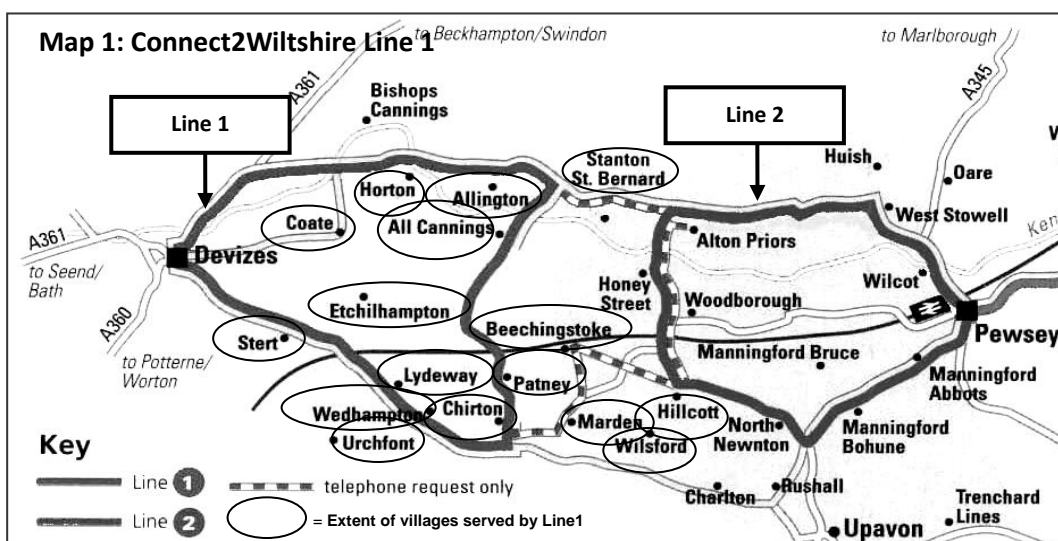 Map 1: Connect2Wiltshire Line 1
to Beckhampton/Swindon
to Marlborough
A361
A345
Bishops
Cannings
Line 1
Line 2
Huish
Oare
Stanton
St. Bernard
Horton
Allington
West Stowell
Coate
All Cannings
Alton Priors
A361
Devizes
to Seend/
Bath
Honey
Street
Wilcot
Etchilhampton
Woodborough
A360
Beechingstoke
Pewsey
Stert
to Potterne/
Worton
Manningford Bruce
Lydeway
Patney
Manningford
Abbots
Wedhampton
Chirton
Marden
Hillcott
North
Newnton
Manningford
Bohune
Urchfont
Wilsford
Key
Line 1
telephone request only
Charlton
Rushall
Trenchard
Lines
Line 2
= Extent of villages served by Line1
Upavon